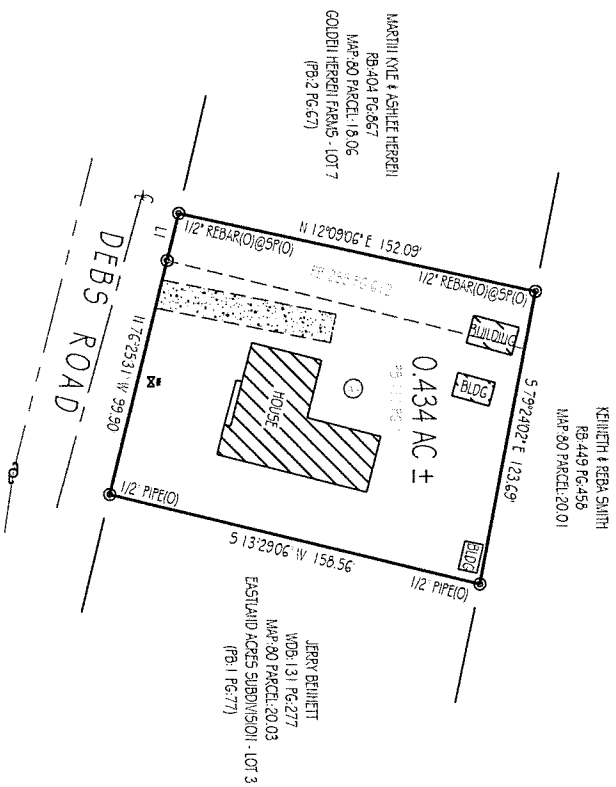 KENNETH & REBA SMITH
RB:449 PG:458
MAP:80 PARCEL:20.01
MARTIN KYLE & ASHLEE HERREN
RB:404 PG:867
MAP:80 PARCEL:18.06
GOLDEN HERREN FARMS - LOT 7
(PB:2 PG:67)
S 79°24'02" E 123.69'
1/2" REBAR(O)@SP(O)
N 12°09'06" E 152.09'
1/2" REBAR(O)@SP(O)
BUILDING
BLDG
BLDG
0.434 AC ±
HOUSE
1/2" PIPE(O)
S 13°29'06" W 158.56'
1/2" PIPE(O)
L1
N 76°25'31" W 99.90'
DEBS ROAD
JERRY BENNETT
WDB:131 PG:277
MAP:80 PARCEL:20.03
EASTLAND ACRES SUBDIVISION - LOT 3
(PB:1 PG:77)